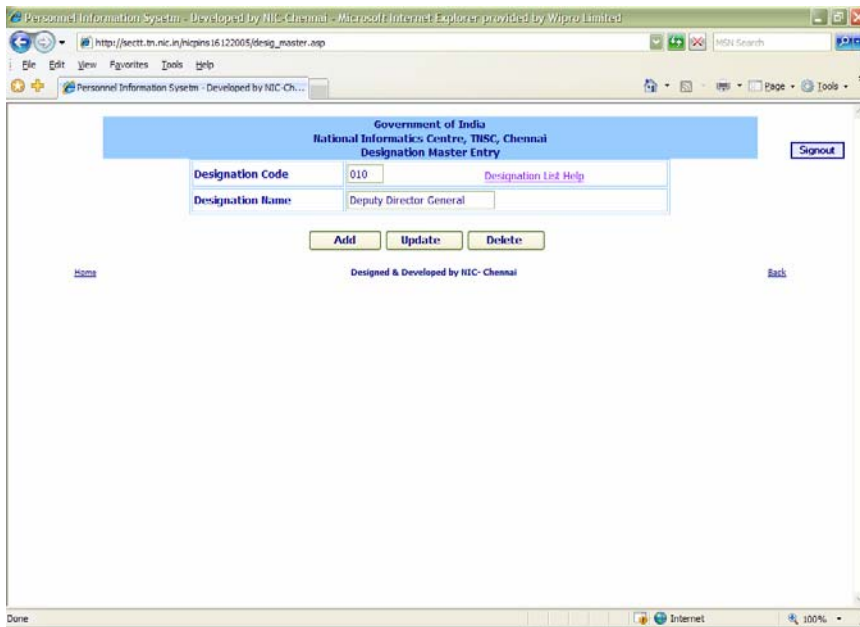 Personnel Information Sysetm - Developed by NIC-Chennai - Microsoft Internet Explorer provided by Wipro Limited
http://sectt.tn.nic.in/nicpins16122005/desig_master.asp
MSN Search
File Edit View Favorites Tools Help
Personnel Information Sysetm - Developed by NIC-Ch...
Page Tools
Government of India
National Informatics Centre, TNSC, Chennai
Designation Master Entry
Signout
Designation Code 010 Designation List Help
Designation Name Deputy Director General
Add Update Delete
Home Designed & Developed by NIC- Chennai Back
Done Internet 100%